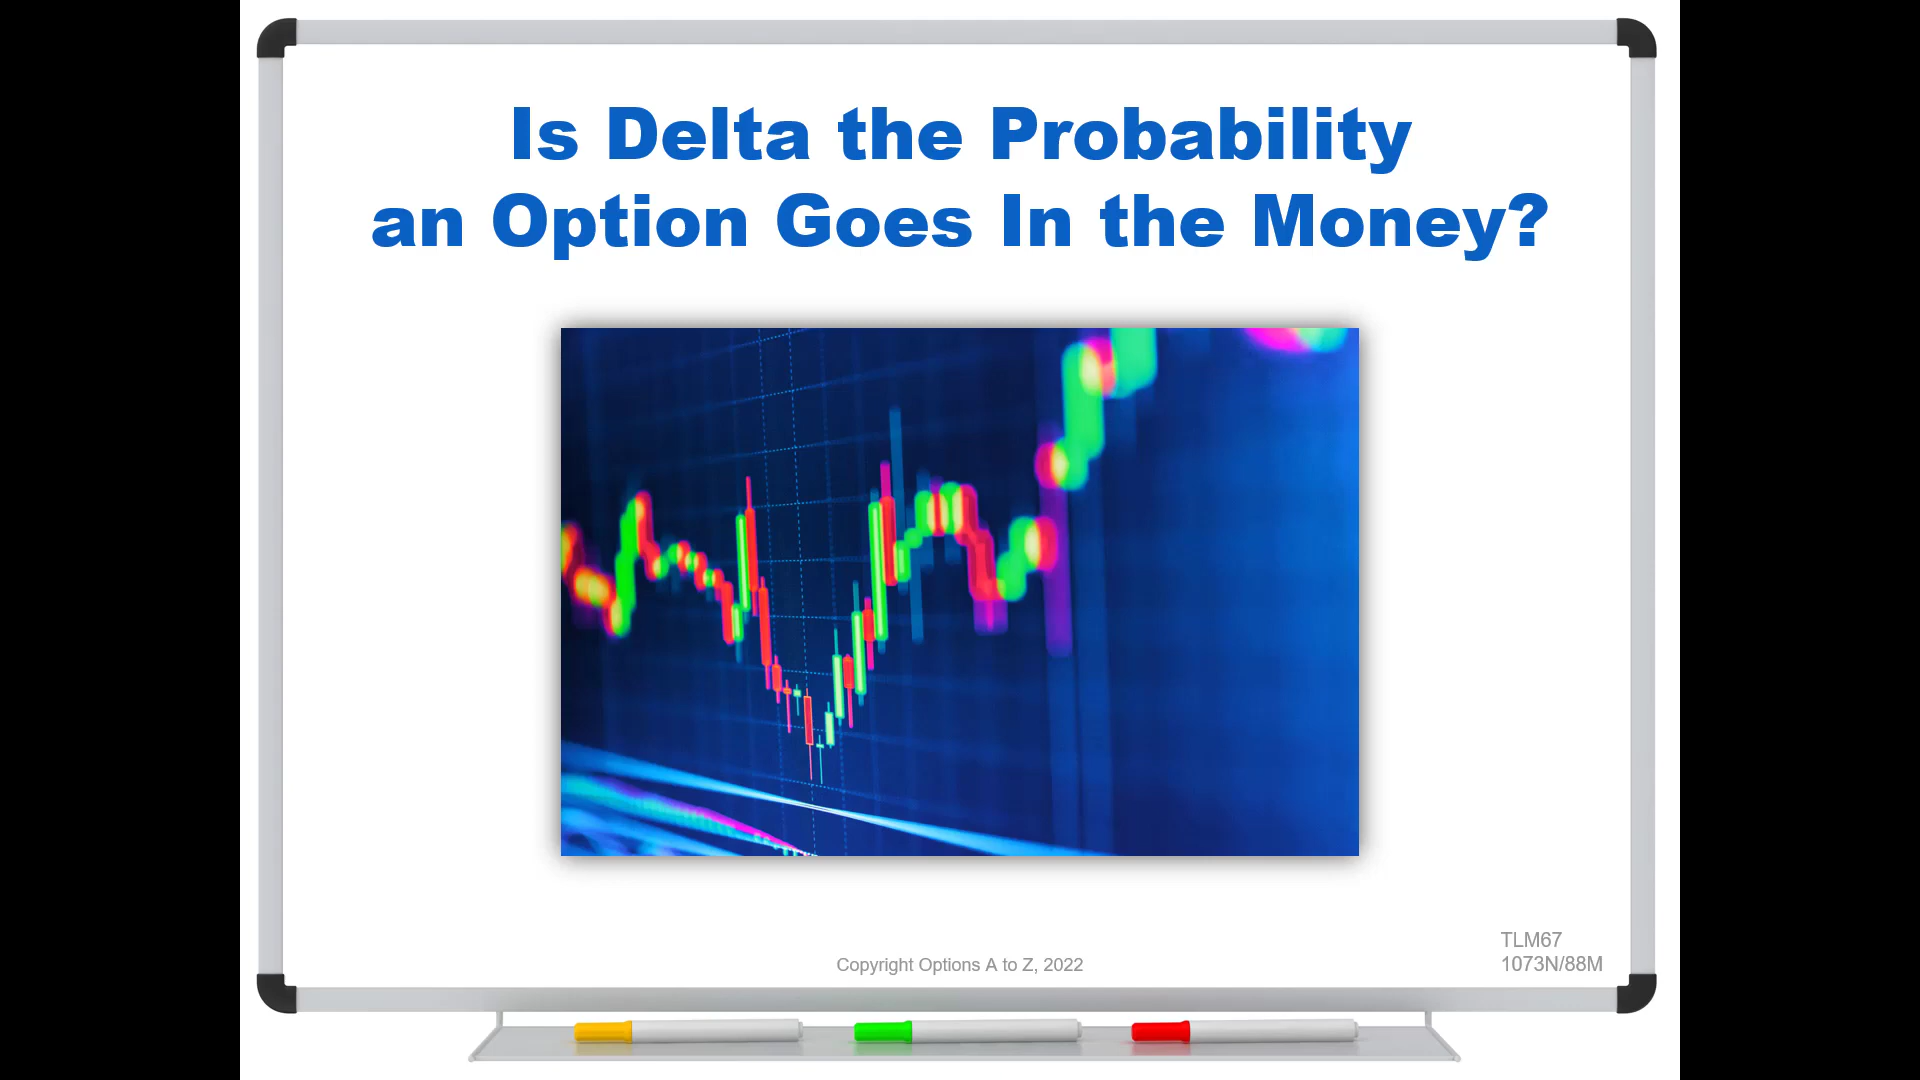 Is Delta the Probability
an Option Goes In the Money?
TLM67
Copyright Options A to Z, 2022
1073N/88M